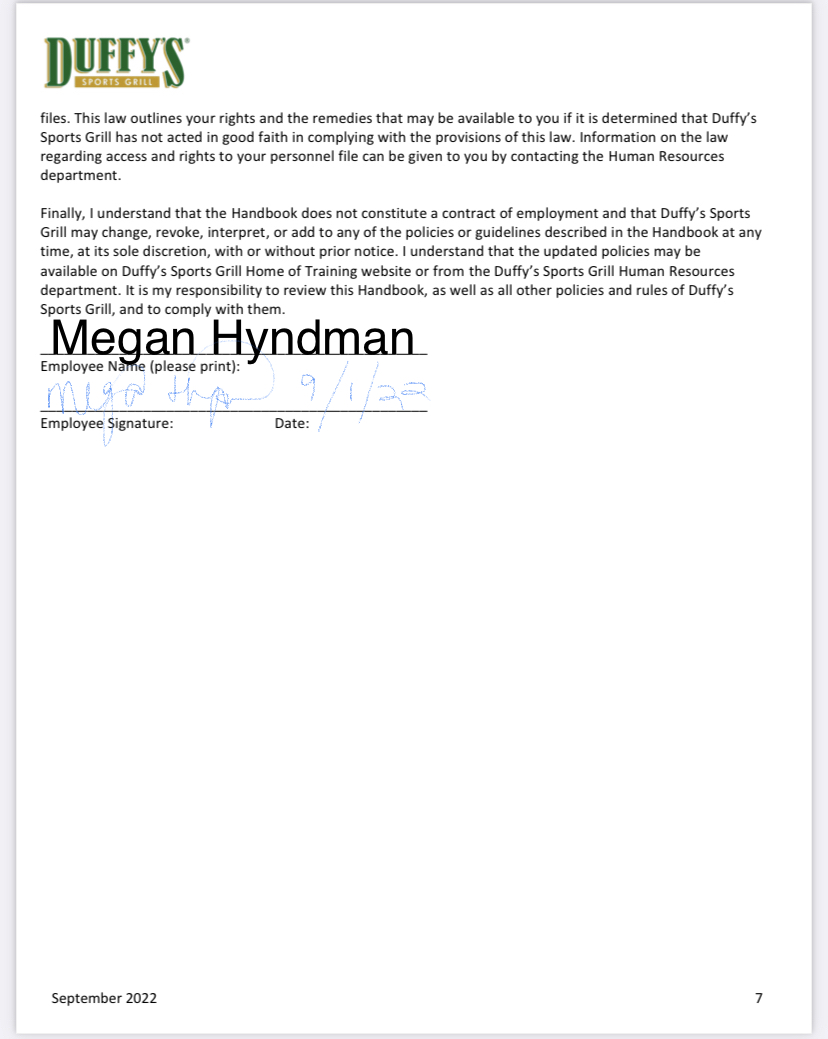 DUFFY'S
SPORTS GRILL
files. This law outlines your rights and the remedies that may be available to you if it is determined that Duffy's
Sports Grill has not acted in good faith in complying with the provisions of this law. Information on the law
regarding access and rights to your personnel file can be given to you by contacting the Human Resources
department.
Finally, I understand that the Handbook does not constitute a contract of employment and that Duffy's Sports
Grill may change, revoke, interpret, or add to any of the policies or guidelines described in the Handbook at any
time, at its sole discretion, with or without prior notice. I understand that the updated policies may be
available on Duffy's Sports Grill Home of Training website or from the Duffy's Sports Grill Human Resources
department. It is my responsibility to review this Handbook, as well as all other policies and rules of Duffy's
Sports Grill, and to comply with them.
Megan Hyndman
Employee Name (please print):
9/1/22
Employee Signature: Date:
September 2022 7